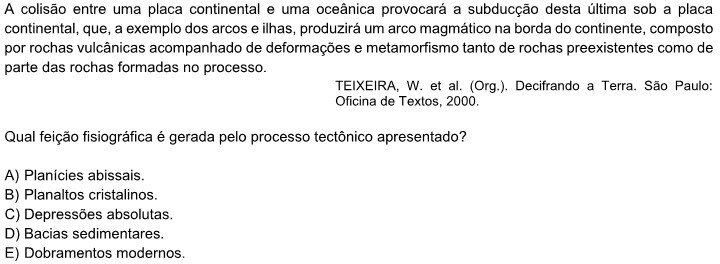 A colisão entre uma placa continental e uma oceânica provocará a subducção desta última sob a placa
continental, que, a exemplo dos arcos e ilhas, produzirá um arco magmático na borda do continente, composto
por rochas vulcânicas acompanhado de deformações e metamorfismo tanto de rochas preexistentes como de
parte das rochas formadas no processo.
TEIXEIRA, W. et al. (Org.). Decifrando a Terra. São Paulo:
Oficina de Textos, 2000.
Qual feição fisiográfica é gerada pelo processo tectônico apresentado?
A) Planícies abissais.
B) Planaltos cristalinos.
C) Depressões absolutas.
D) Bacias sedimentares.
E) Dobramentos modernos.